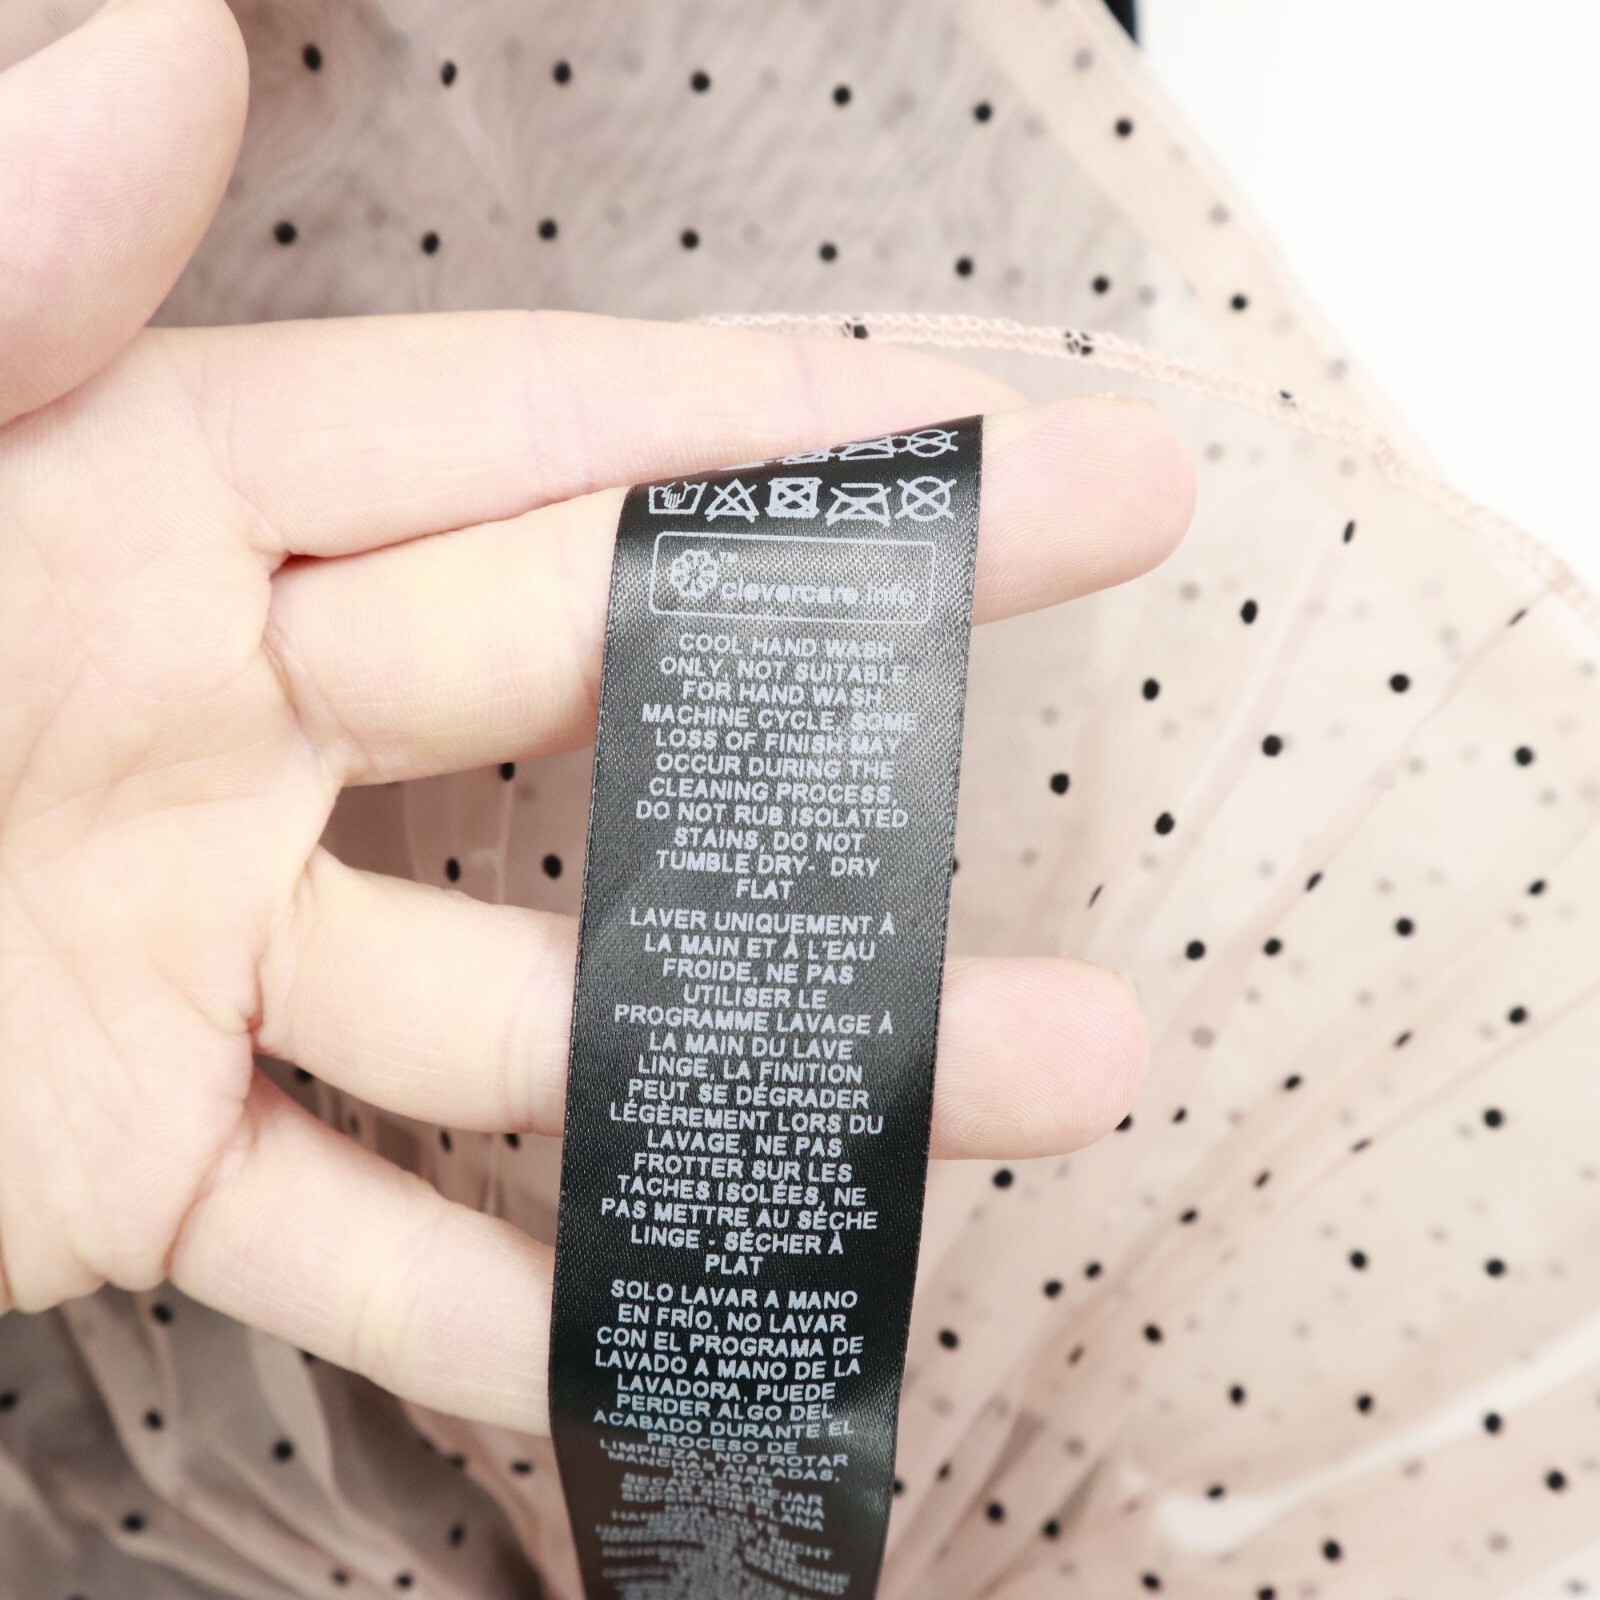 TM
clevercare.info
COOL HAND WASH
ONLY, NOT SUITABLE
FOR HAND WASH
MACHINE CYCLE, SOME
LOSS OF FINISH MAY
OCCUR DURING THE
CLEANING PROCESS,
DO NOT RUB ISOLATED
STAINS, DO NOT
TUMBLE DRY- DRY
FLAT
LAVER UNIQUEMENT À
LA MAIN ET À L'EAU
FROIDE, NE PAS
UTILISER LE
PROGRAMME LAVAGE À
LA MAIN DU LAVE
LINGE, LA FINITION
PEUT SE DÉGRADER
LÉGÈREMENT LORS DU
LAVAGE, NE PAS
FROTTER SUR LES
TACHES ISOLÉES, NE
PAS METTRE AU SÈCHE
LINGE - SÉCHER À
PLAT
SOLO LAVAR A MANO
EN FRÍO, NO LAVAR
CON EL PROGRAMA DE
LAVADO A MANO DE LA
LAVADORA, PUEDE
PERDER ALGO DEL
ACABADO DURANTE EL
PROCESO DE
LIMPIEZA, NO FROTAR
MANCHAS AISLADAS,
NO USAR